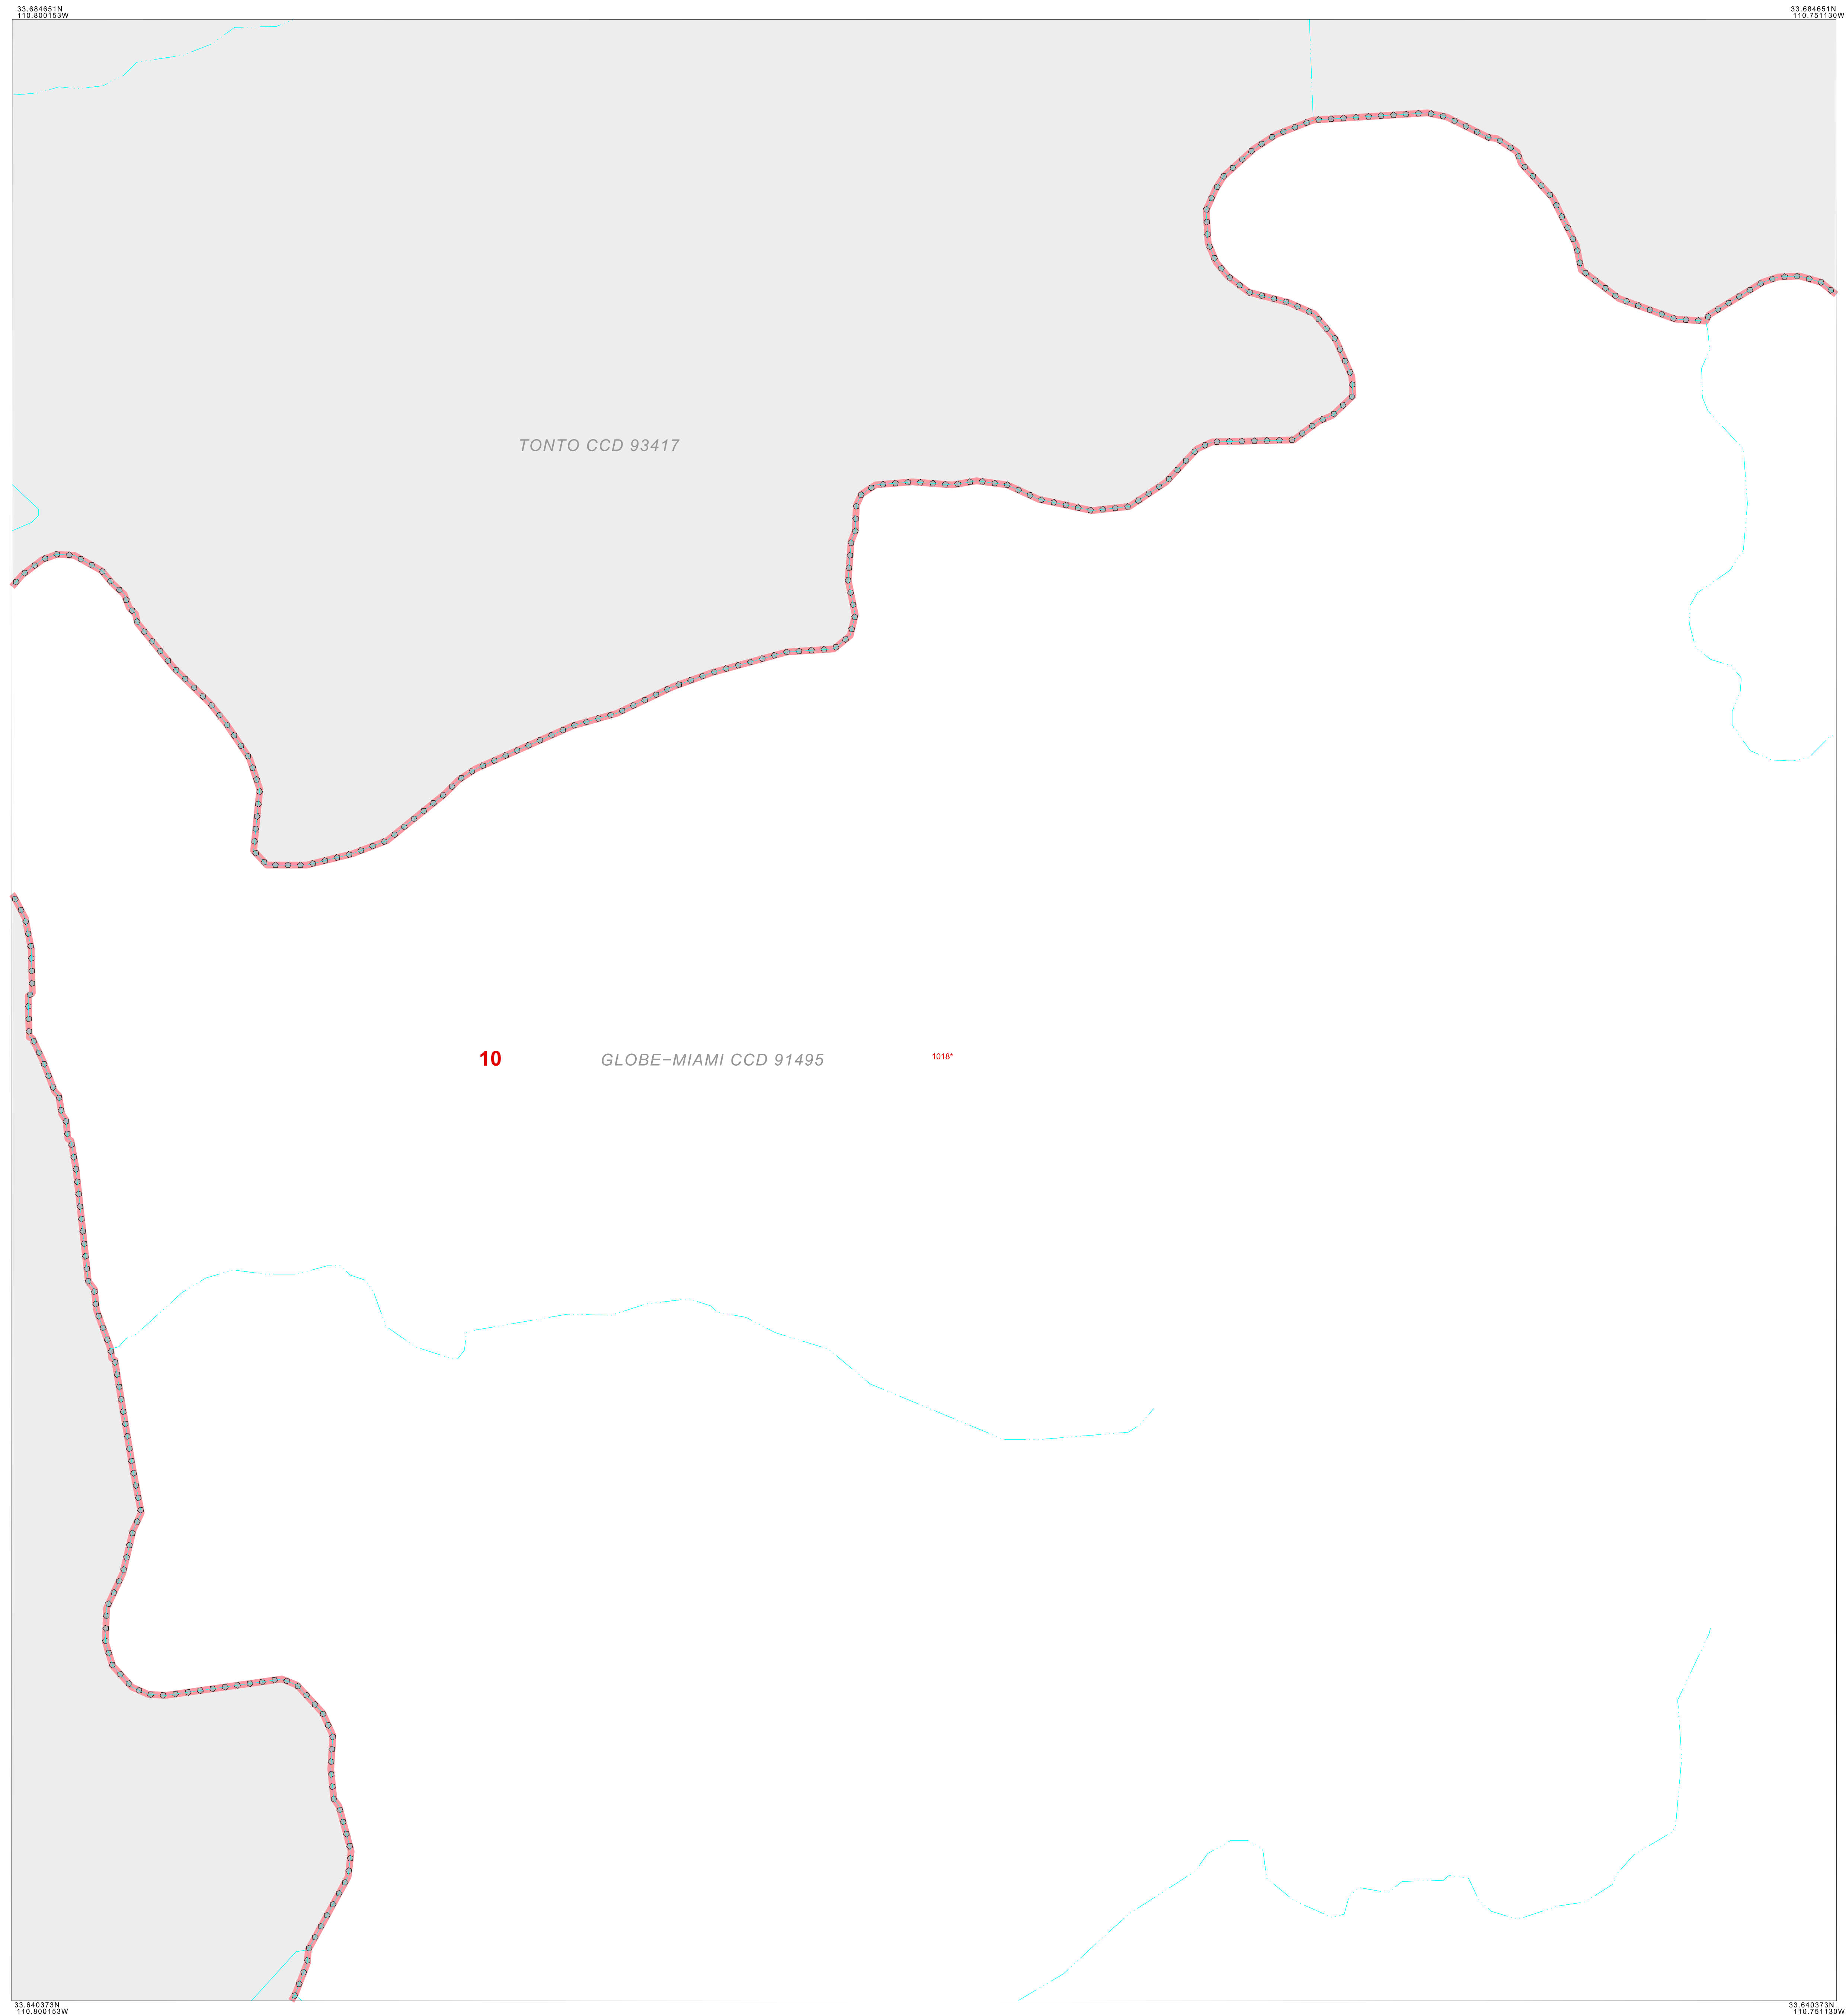 33.684651N
110.800153W
33.684651N
110.751130W
TONTO CCD 93417
10
GLOBE−MIAMI CCD 91495
1018*
33.640373N
110.800153W
33.640373N
110.751130W